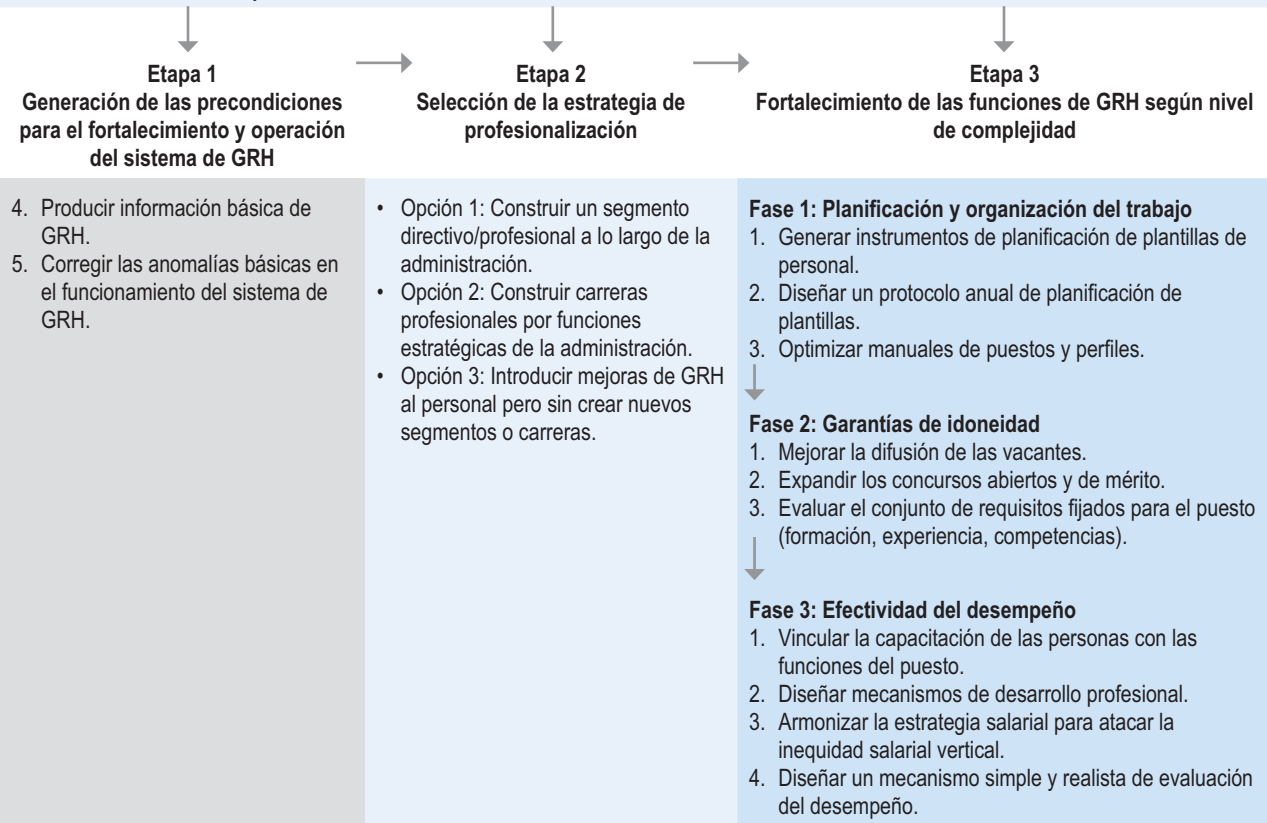 Etapa 1
Generación de las precondiciones
para el fortalecimiento y operación
del sistema de GRH
Etapa 2
Selección de la estrategia de
profesionalización
Etapa 3
Fortalecimiento de las funciones de GRH según nivel
de complejidad
4. Producir información básica de
GRH.
5. Corregir las anomalías básicas en
el funcionamiento del sistema de
GRH.
• Opción 1: Construir un segmento
directivo/profesional a lo largo de la
administración.
• Opción 2: Construir carreras
profesionales por funciones
estratégicas de la administración.
• Opción 3: Introducir mejoras de GRH
al personal pero sin crear nuevos
segmentos o carreras.
Fase 1: Planificación y organización del trabajo
1. Generar instrumentos de planificación de plantillas de
personal.
2. Diseñar un protocolo anual de planificación de
plantillas.
3. Optimizar manuales de puestos y perfiles.
Fase 2: Garantías de idoneidad
1. Mejorar la difusión de las vacantes.
2. Expandir los concursos abiertos y de mérito.
3. Evaluar el conjunto de requisitos fijados para el puesto
(formación, experiencia, competencias).
Fase 3: Efectividad del desempeño
1. Vincular la capacitación de las personas con las
funciones del puesto.
2. Diseñar mecanismos de desarrollo profesional.
3. Armonizar la estrategia salarial para atacar la
inequidad salarial vertical.
4. Diseñar un mecanismo simple y realista de evaluación
del desempeño.